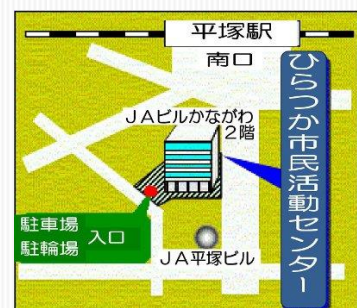 平塚駅
南口
ひらつか市民活動センター
JAビルかながわ
2階
駐車場
駐輪場
入口
JA平塚ビル